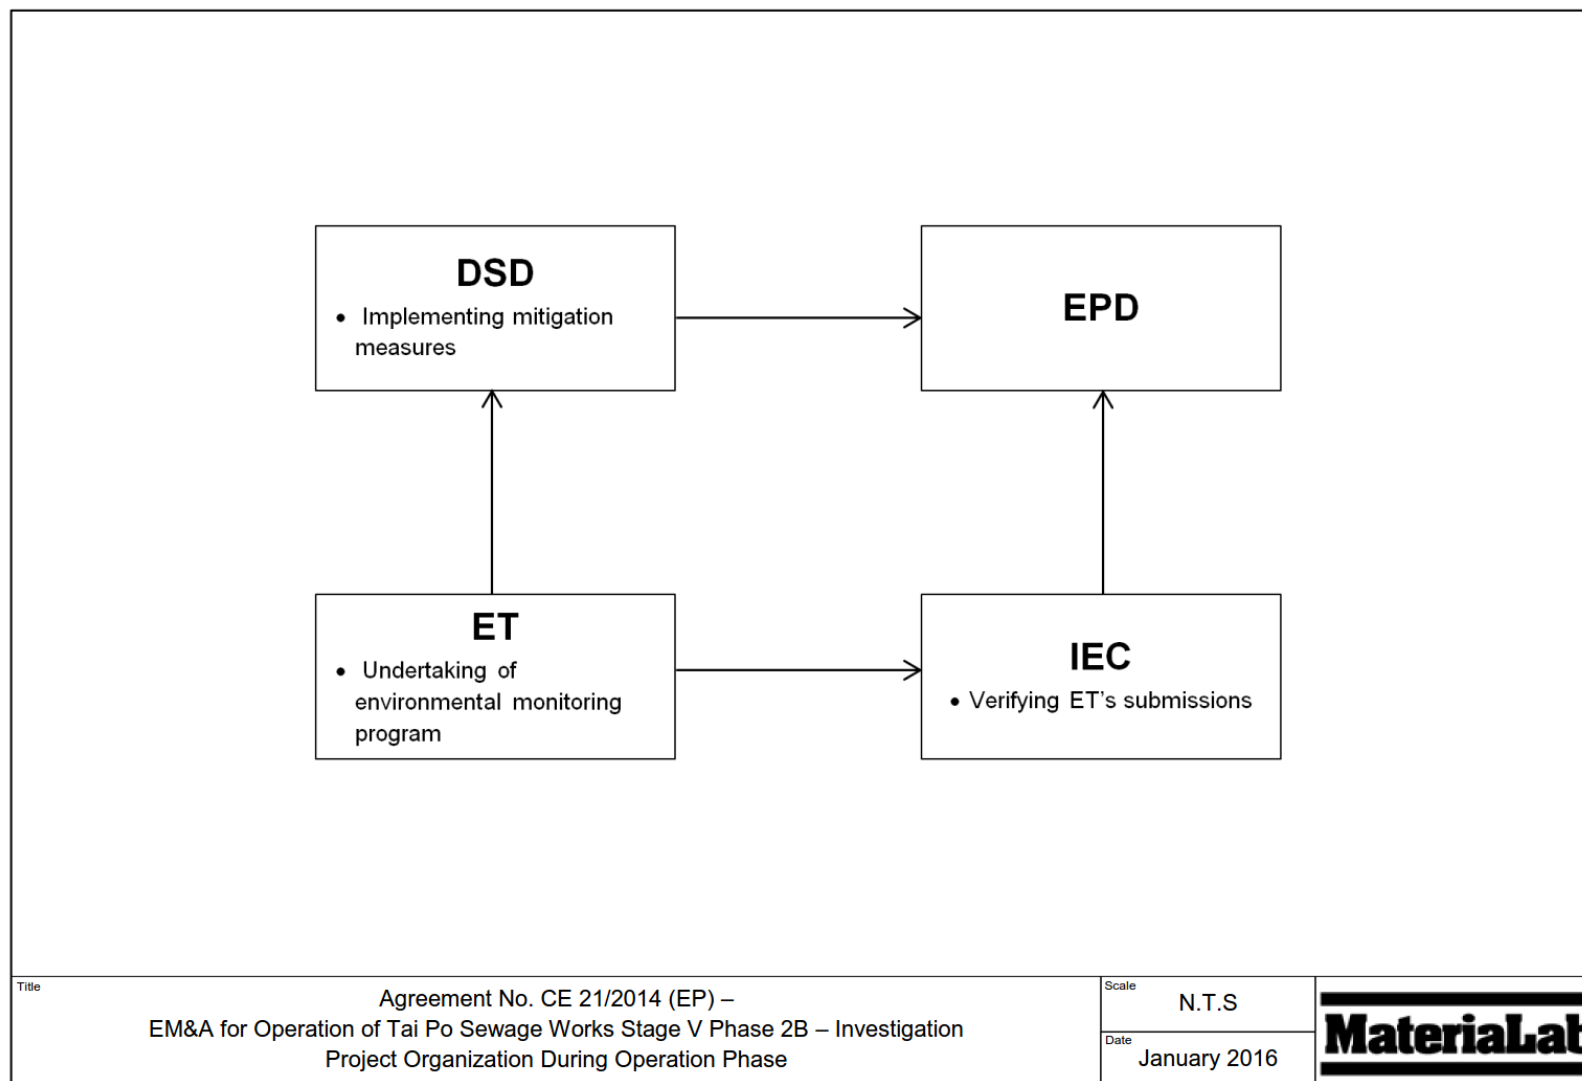 DSD
• Implementing mitigation
measures
EPD
ET
• Undertaking of
environmental monitoring
program
IEC
• Verifying ET's submissions
Title
Agreement No. CE 21/2014 (EP) –
EM&A for Operation of Tai Po Sewage Works Stage V Phase 2B – Investigation
Project Organization During Operation Phase
Scale
N.T.S
Date
January 2016
MateriaLab